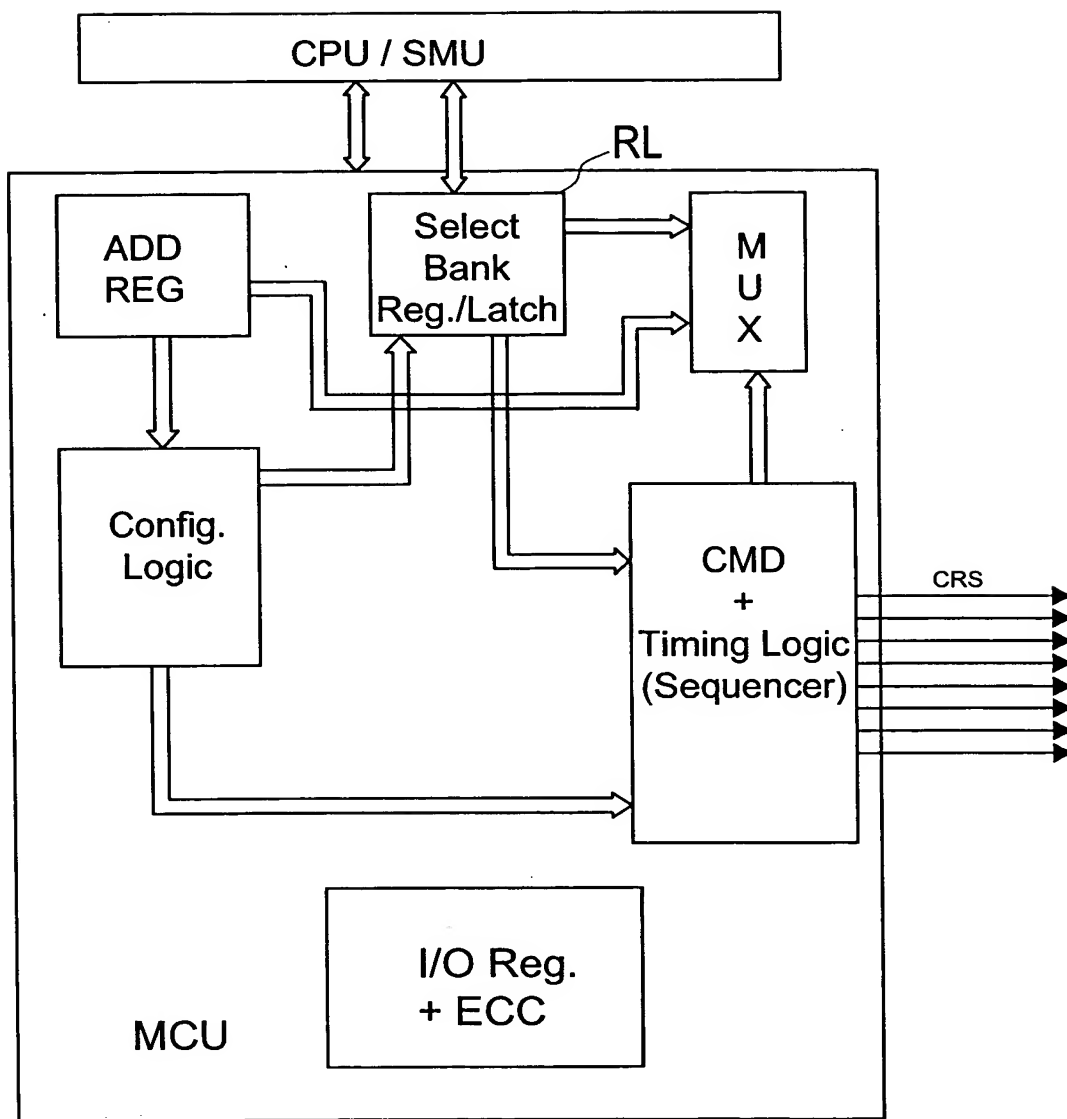 CPU / SMU
RL
ADD
REG
Select
Bank
Reg./Latch
M
U
X
Config.
Logic
CMD
+
Timing Logic
(Sequencer)
CRS
I/O Reg.
+ ECC
MCU